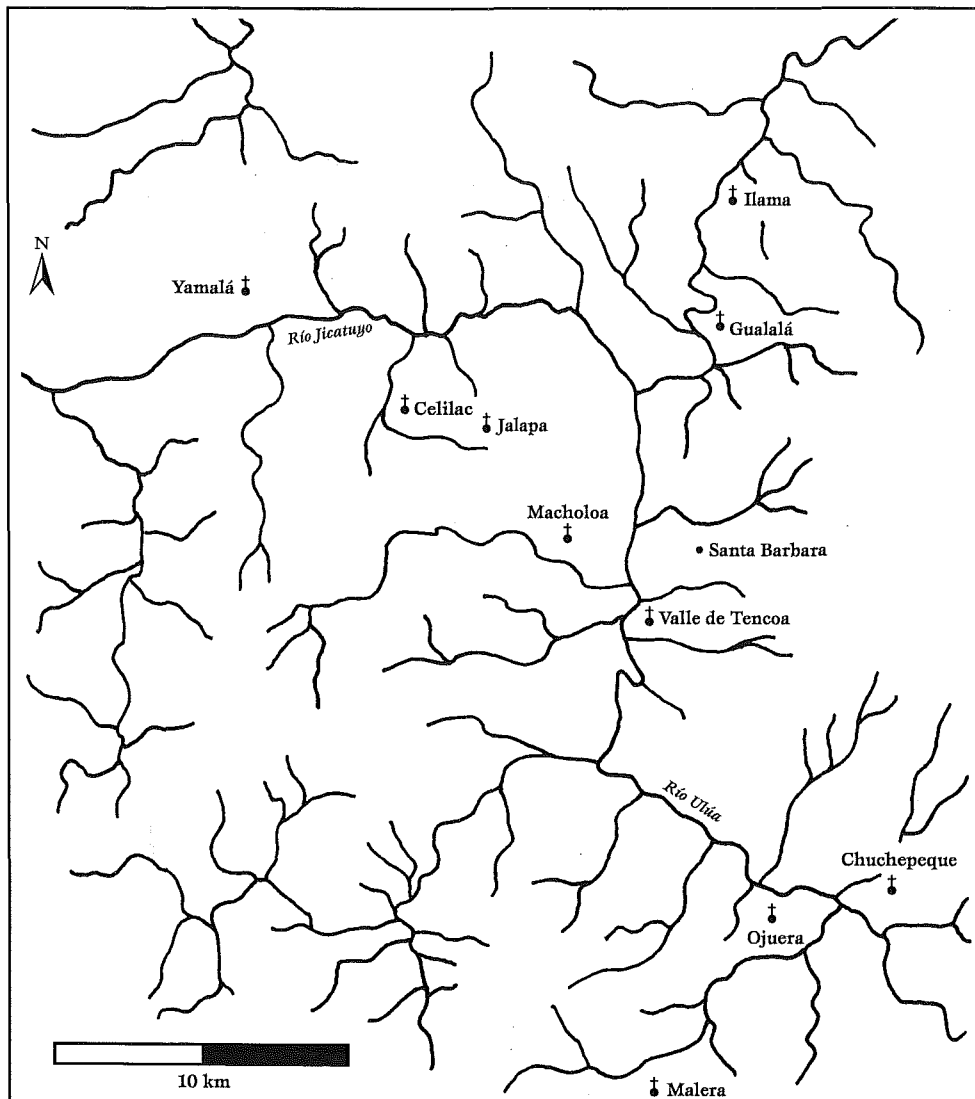 Ilama
N
Yamalá
Río Jicatuyo
Gualalá
Celilac
Jalapa
Macholoa
Santa Barbara
Valle de Tencoa
Río Ulúa
Chuchepeque
Ojuera
10 km
Malera